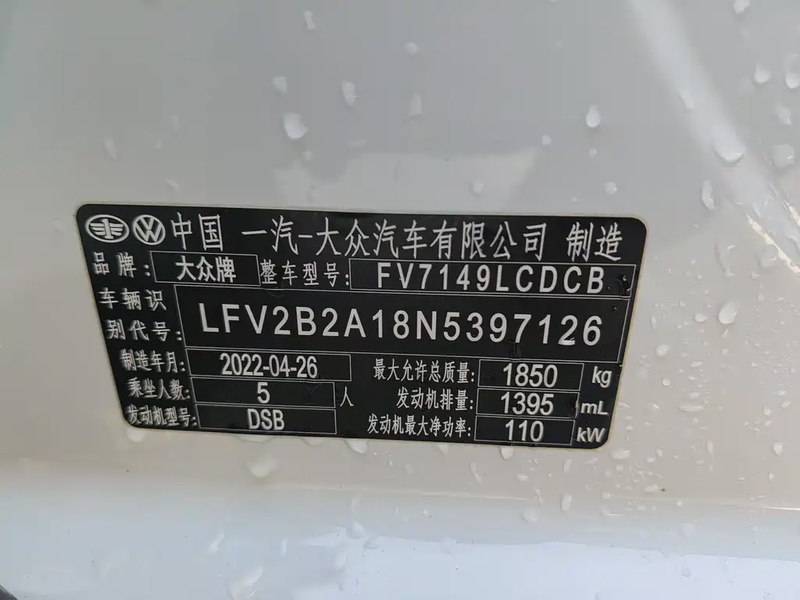 中国 一汽-大众汽车有限公司 制造
品牌: 大众牌 整车型号: FV7149LCDCB
车辆识别代号: LFV2B2A18N5397126
制造年月: 2022-04-26 最大允许总质量: 1850 kg
乘坐人数: 5 人 发动机排量: 1395 mL
发动机型号: DSB 发动机最大净功率: 110 kW